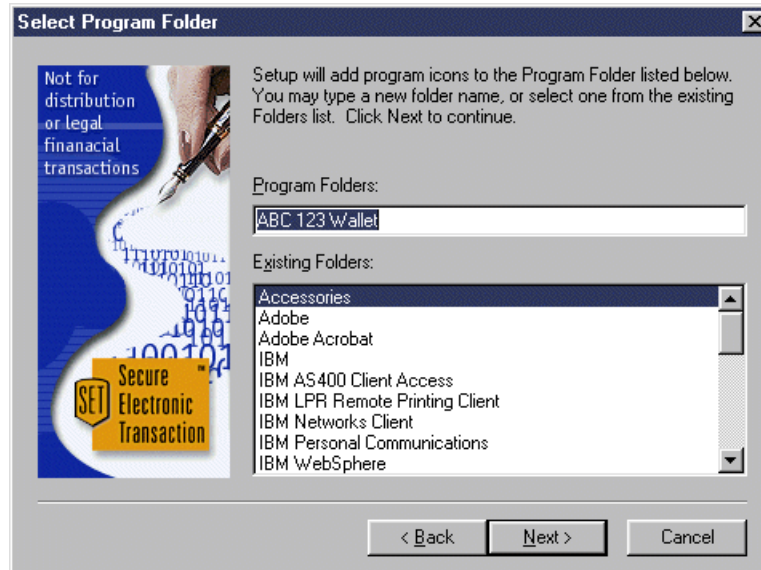 Select Program Folder
Not for
distribution
or legal
finanacial
transactions
Setup will add program icons to the Program Folder listed below.
You may type a new folder name, or select one from the existing
Folders list.  Click Next to continue.
Program Folders:
ABC 123 Wallet
Existing Folders:
Accessories
Adobe
Adobe Acrobat
IBM
IBM AS400 Client Access
IBM LPR Remote Printing Client
IBM Networks Client
IBM Personal Communications
IBM WebSphere
SET
Secure
Electronic
Transaction
™
< Back
Next >
Cancel